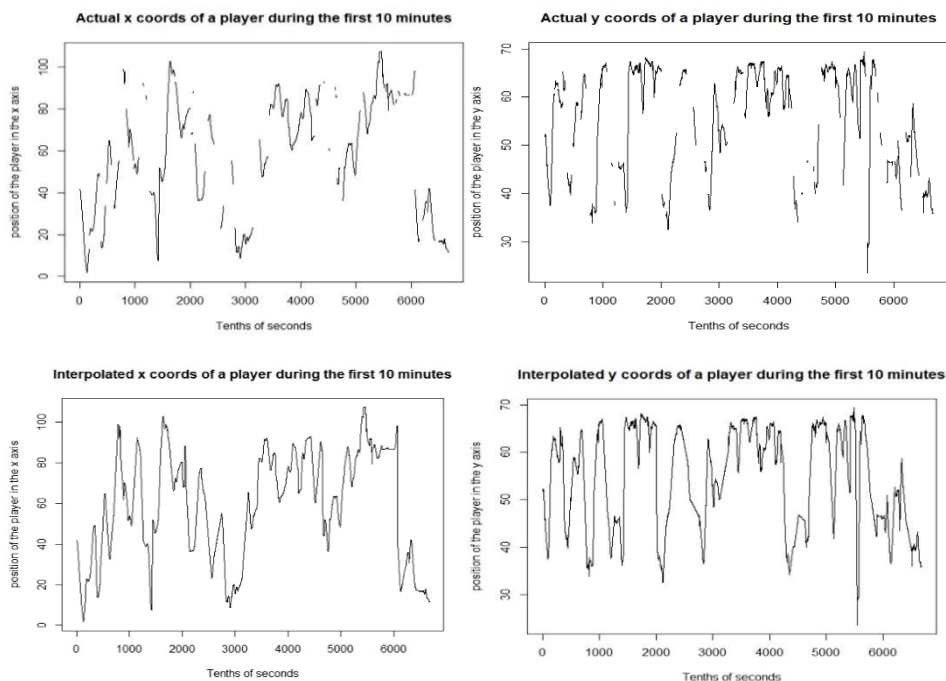 Actual x coords of a player during the first 10 minutes
position of the player in the x axis
0 20 40 60 80 100
0 1000 2000 3000 4000 5000 6000
Tenths of seconds
Actual y coords of a player during the first 10 minutes
position of the player in the y axis
30 40 50 60 70
0 1000 2000 3000 4000 5000 6000
Tenths of seconds
Interpolated x coords of a player during the first 10 minutes
position of the player in the x axis
0 20 40 60 80 100
0 1000 2000 3000 4000 5000 6000
Tenths of seconds
Interpolated y coords of a player during the first 10 minutes
position of the player in the y axis
30 40 50 60 70
0 1000 2000 3000 4000 5000 6000
Tenths of seconds